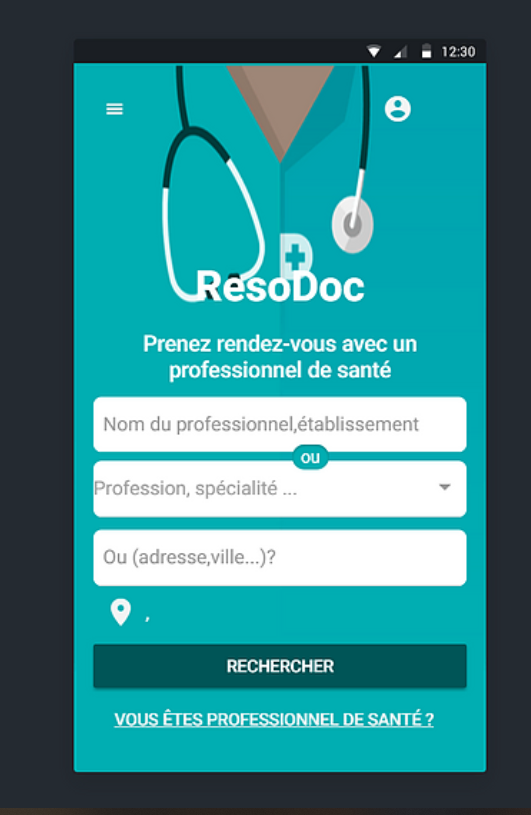 12:30
ResoDoc
Prenez rendez-vous avec un
professionnel de santé
Nom du professionnel,établissement
ou
Profession, spécialité ...
Ou (adresse,ville...)?
,
RECHERCHER
VOUS ÊTES PROFESSIONNEL DE SANTÉ ?